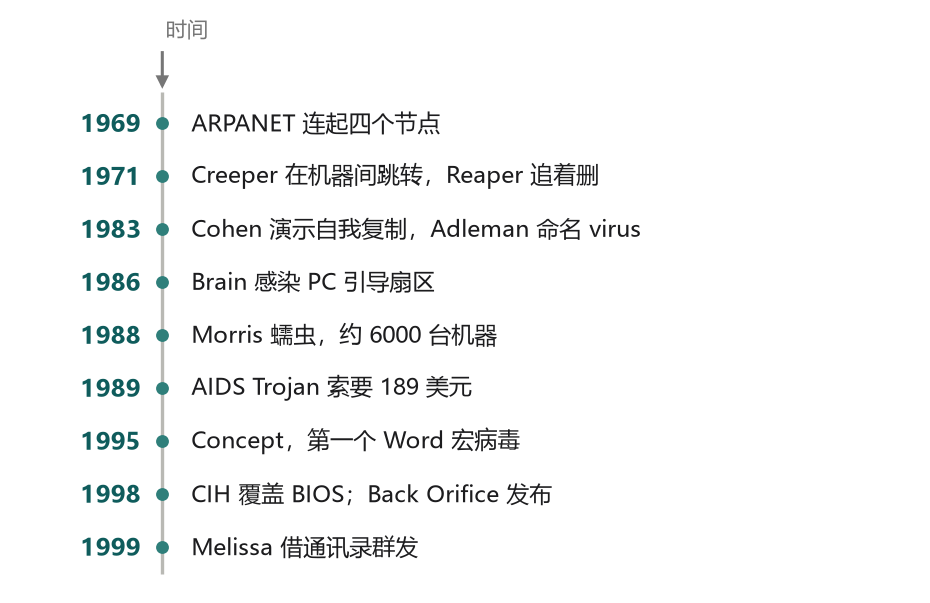 时间
1969 ARPANET 连起四个节点
1971 Creeper 在机器间跳转，Reaper 追着删
1983 Cohen 演示自我复制，Adleman 命名 virus
1986 Brain 感染 PC 引导扇区
1988 Morris 蠕虫，约 6000 台机器
1989 AIDS Trojan 索要 189 美元
1995 Concept，第一个 Word 宏病毒
1998 CIH 覆盖 BIOS；Back Orifice 发布
1999 Melissa 借通讯录群发